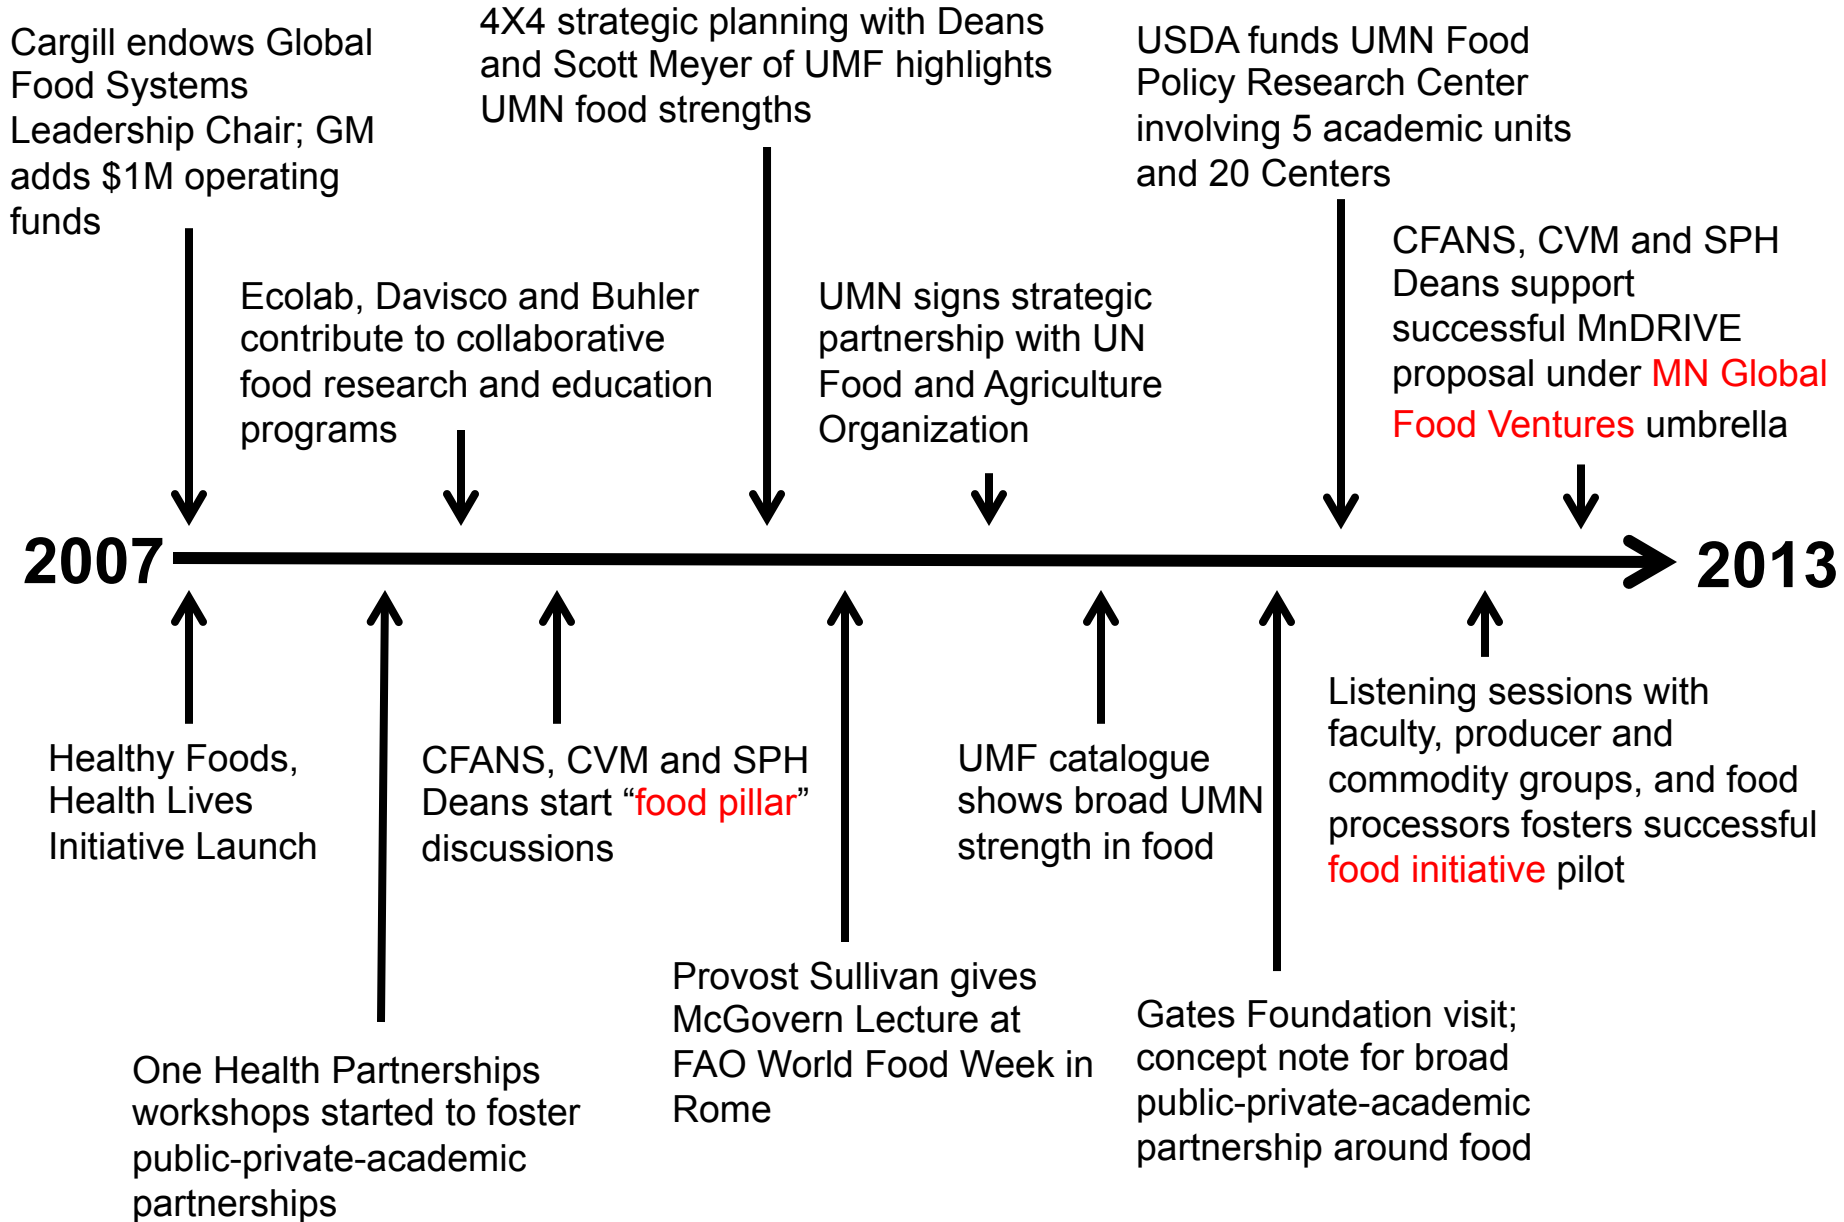 Cargill endows Global
Food Systems
Leadership Chair; GM
adds $1M operating
funds
4X4 strategic planning with Deans
and Scott Meyer of UMF highlights
UMN food strengths
USDA funds UMN Food
Policy Research Center
involving 5 academic units
and 20 Centers
Ecolab, Davisco and Buhler
contribute to collaborative
food research and education
programs
UMN signs strategic
partnership with UN
Food and Agriculture
Organization
CFANS, CVM and SPH
Deans support
successful MnDRIVE
proposal under MN Global
Food Ventures umbrella
2007
2013
Healthy Foods,
Health Lives
Initiative Launch
CFANS, CVM and SPH
Deans start “food pillar”
discussions
UMF catalogue
shows broad UMN
strength in food
Listening sessions with
faculty, producer and
commodity groups, and food
processors fosters successful
food initiative pilot
One Health Partnerships
workshops started to foster
public-private-academic
partnerships
Provost Sullivan gives
McGovern Lecture at
FAO World Food Week in
Rome
Gates Foundation visit;
concept note for broad
public-private-academic
partnership around food